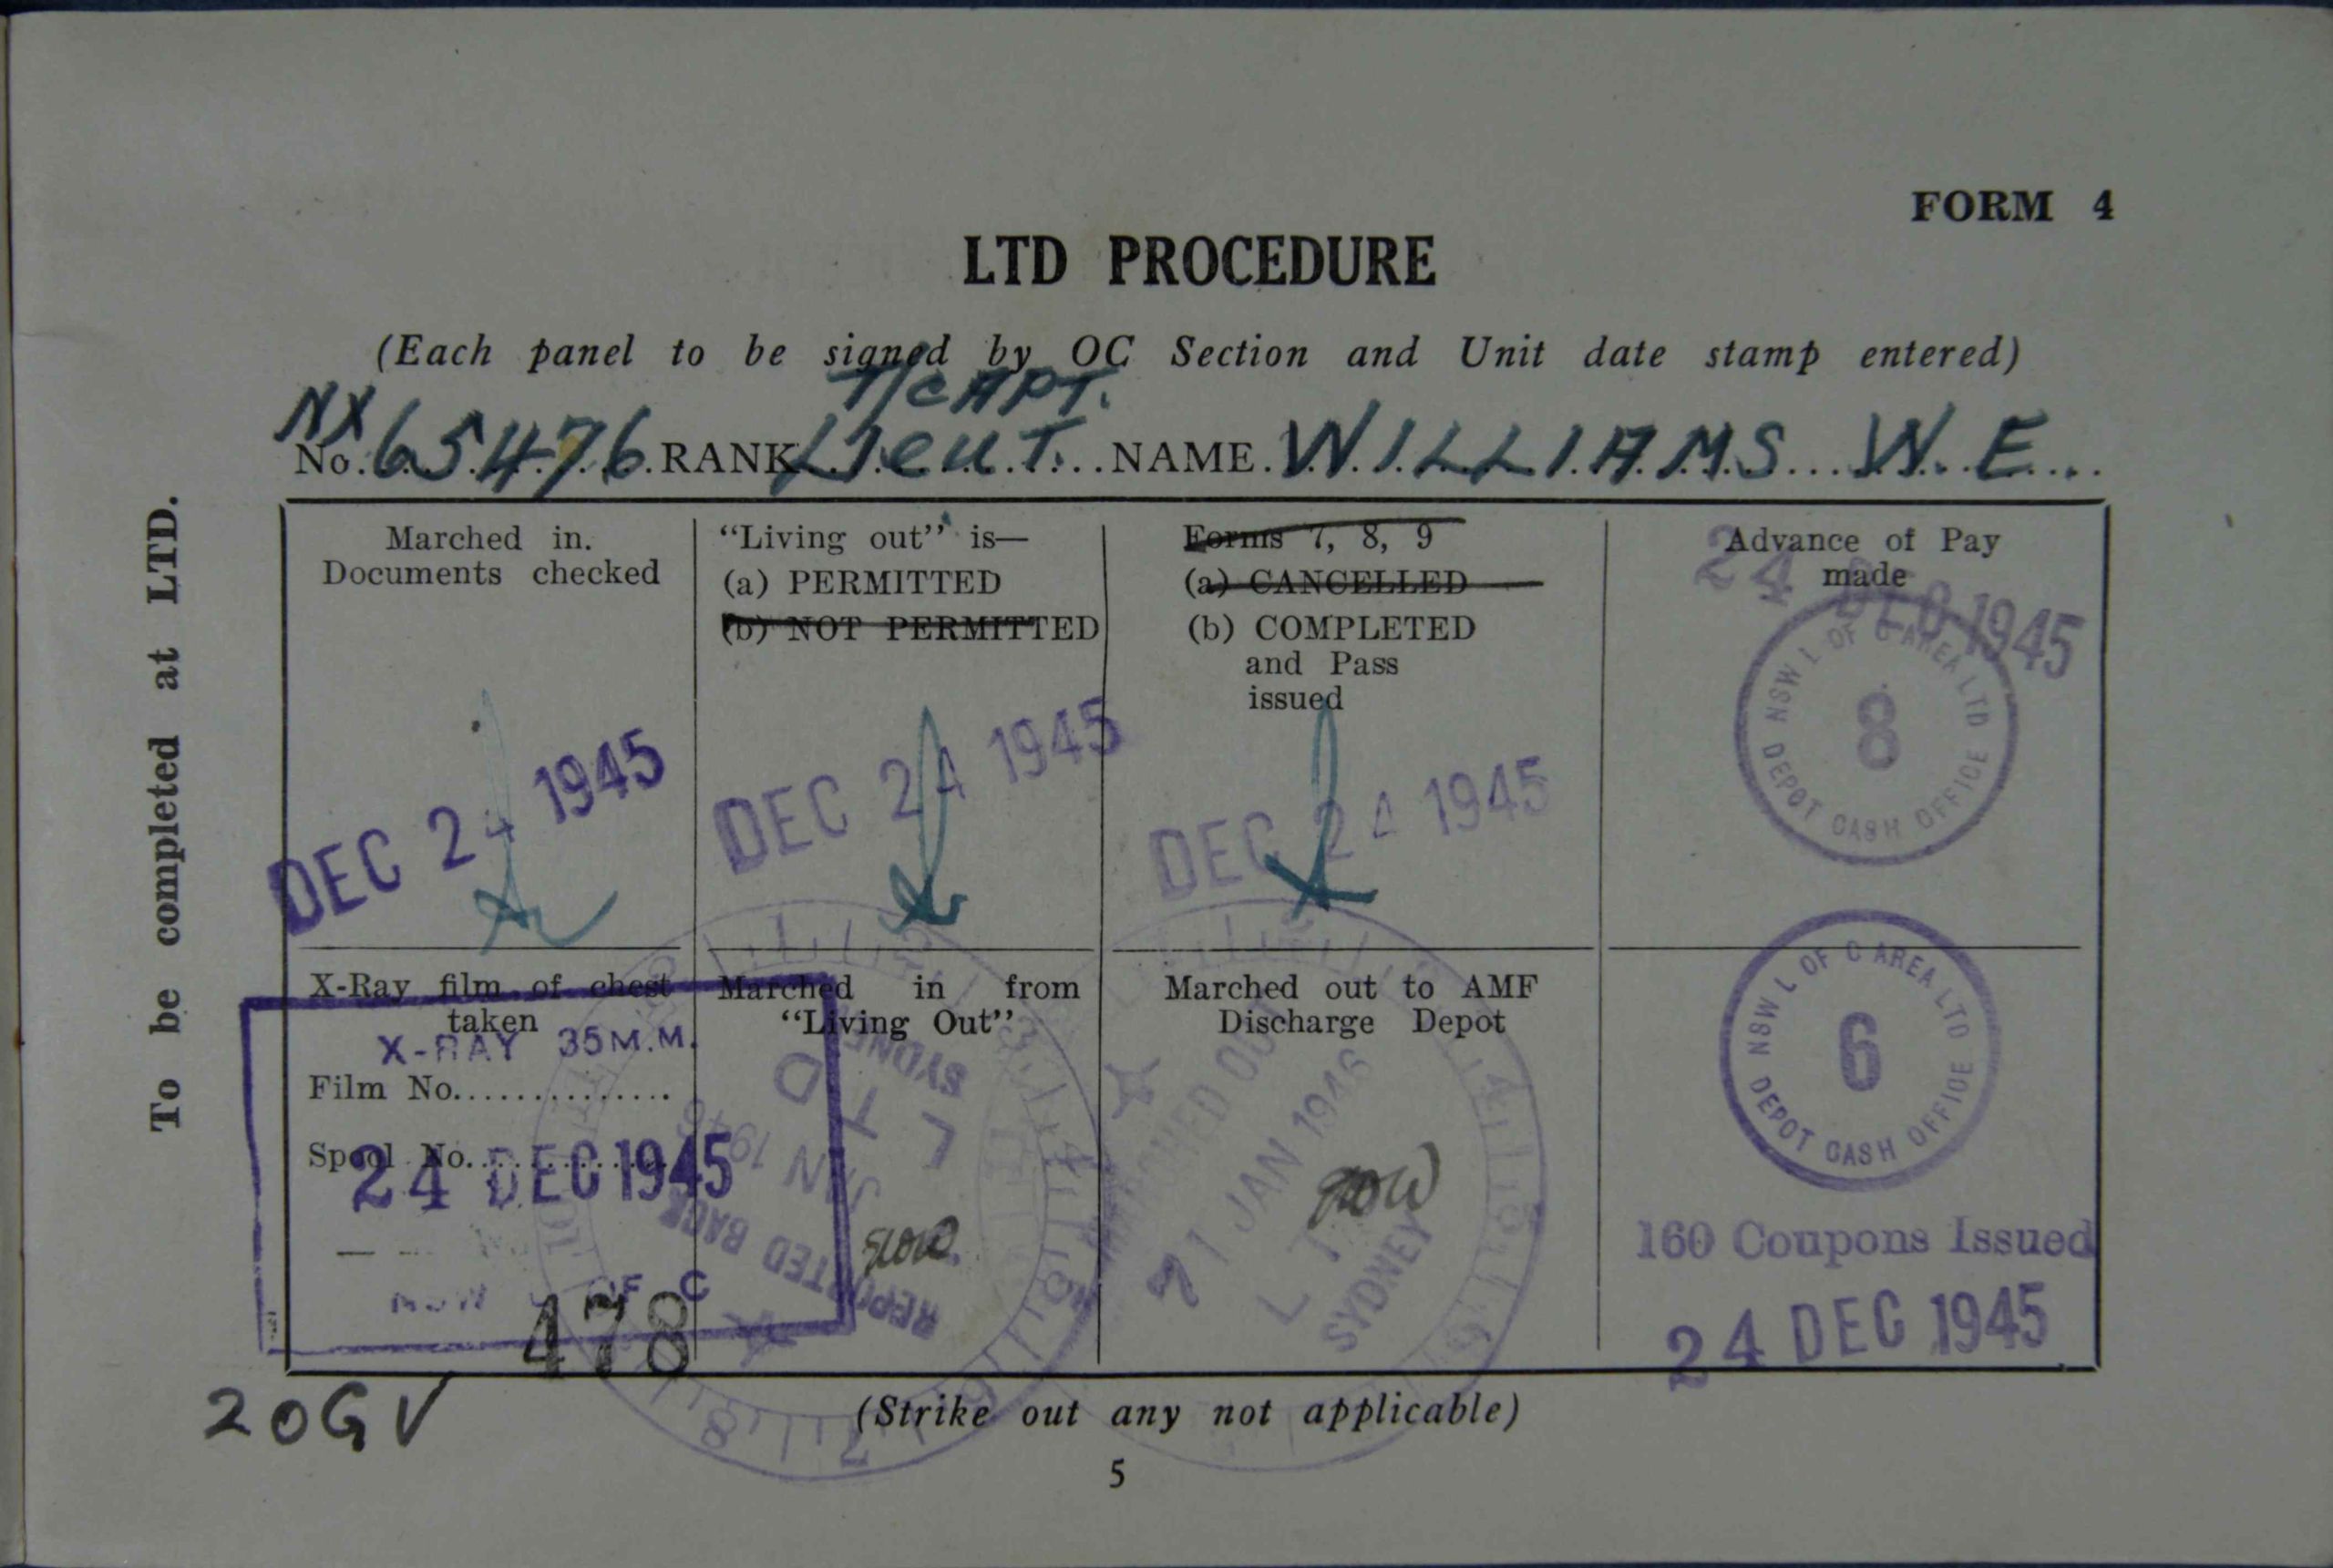 FORM 4
LTD PROCEDURE
(Each panel to be signed by OC Section and Unit date stamp entered)
T/CAPT.
NX
No. 65476 RANK Lieut. NAME. WILLIAMS W. E.
To be completed at LTD.
Marched in.
Documents checked
DEC 24 1945
"Living out" is—
(a) PERMITTED
(b) NOT PERMITTED
DEC 24 1945
Forms 7, 8, 9
(a) CANCELLED
(b) COMPLETED
and Pass
issued
DEC 24 1945
Advance of Pay
made
24 DEC 1945
NSW L OF C AREA LTD
8
DEPOT CASH OFFICE
X-Ray film of chest
taken
X-RAY 35M.M.
Film No..............
Spool No..............
24 DEC 1945
OF C
478
Marched in from
"Living Out"
SYDNEY
LTD
JAN 1946
REPORTED BACK
Marched out to AMF
Discharge Depot
MARCHED OUT
JAN 1946
L T
SYDNEY
NSW L OF C AREA LTD
6
DEPOT CASH OFFICE
160 Coupons Issued
24 DEC 1945
20GV
(Strike out any not applicable)
5